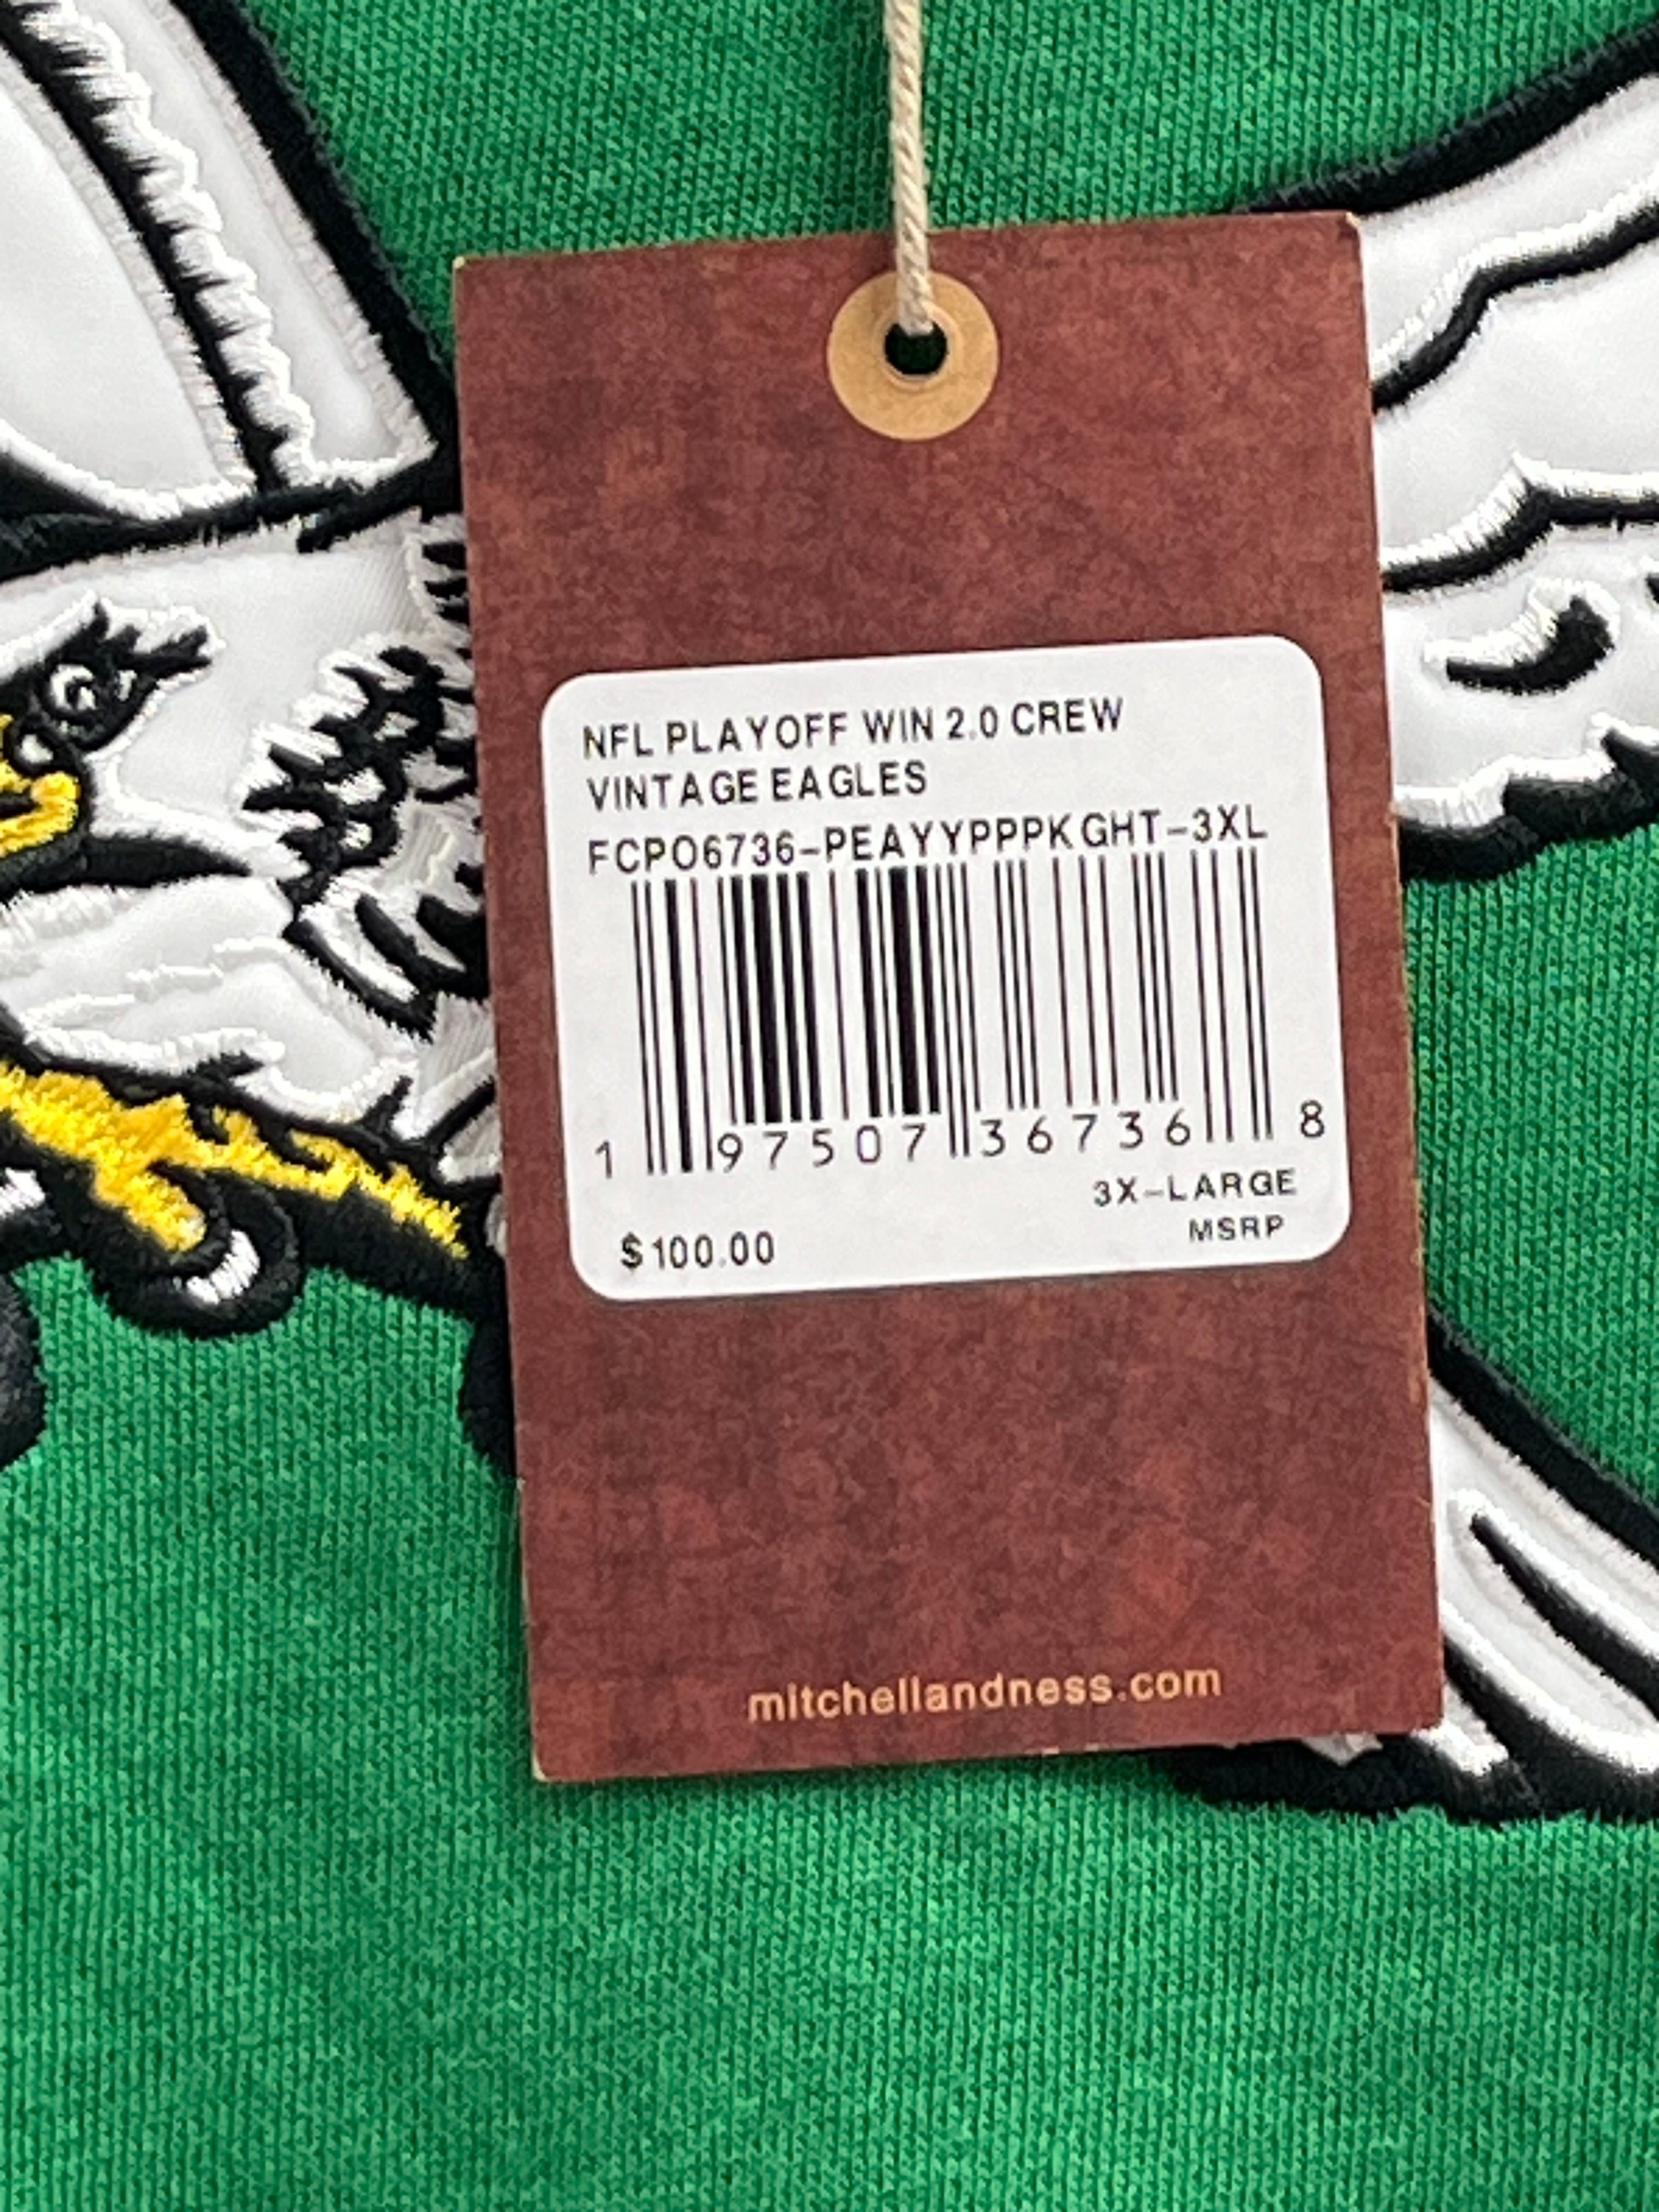 NFL PLAYOFF WIN 2.0 CREW
VINTAGE EAGLES
FCPO6736-PEAYYPPPKGHT-3XL
1 97507 36736 8
3X-LARGE
MSRP
$100.00
mitchellandness.com